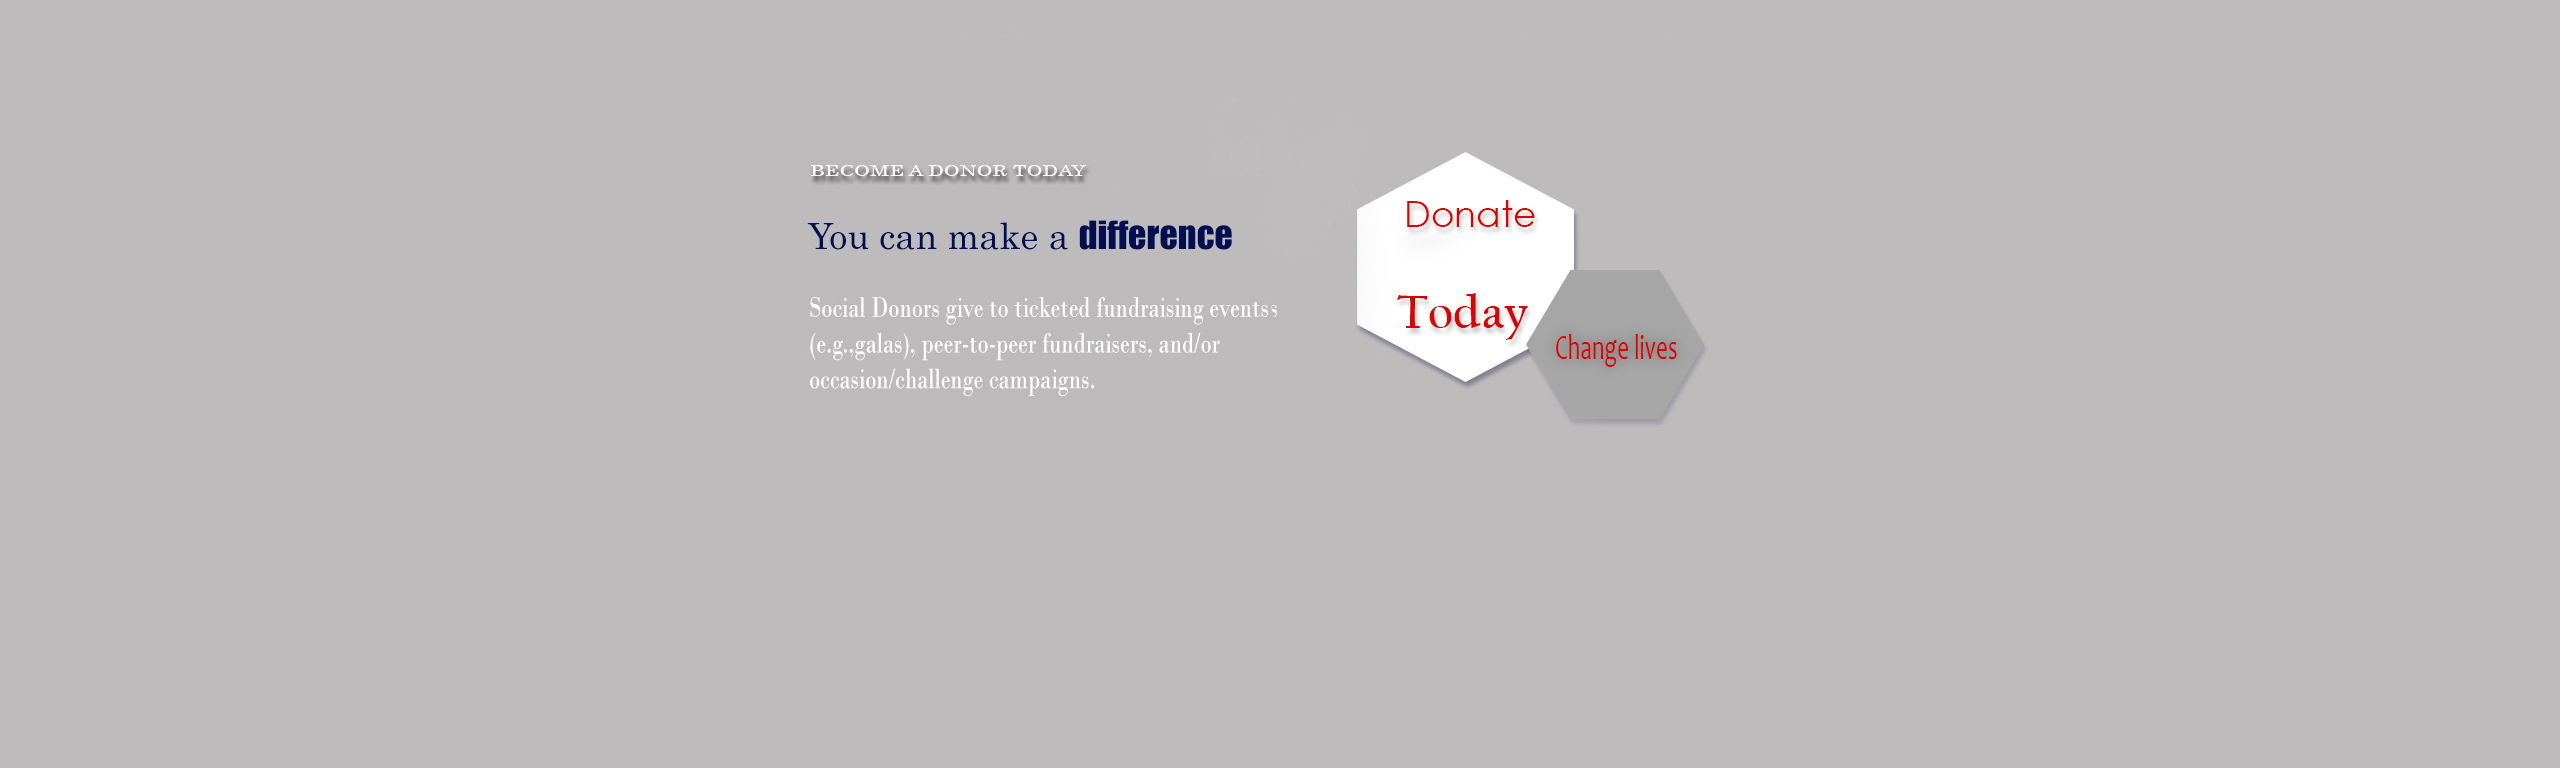 BECOME A DONOR TODAY
You can make a difference
Social Donors give to ticketed fundraising eventss
(e.g.,galas), peer-to-peer fundraisers, and/or
occasion/challenge campaigns.
Donate
Today
Change lives